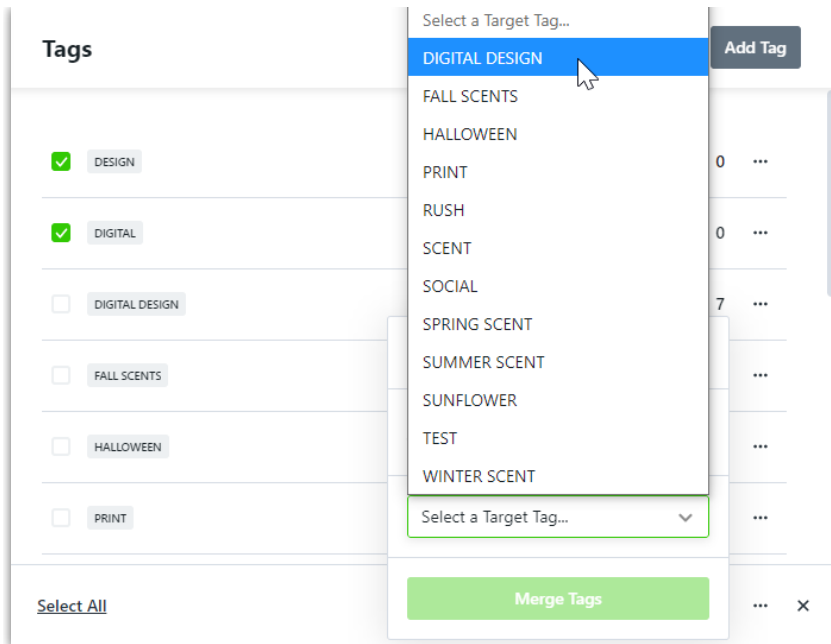 Tags
Add Tag
Select a Target Tag...
DIGITAL DESIGN
FALL SCENTS
HALLOWEEN
PRINT
RUSH
SCENT
SOCIAL
SPRING SCENT
SUMMER SCENT
SUNFLOWER
TEST
WINTER SCENT
DESIGN 0 ...
DIGITAL 0 ...
DIGITAL DESIGN 7 ...
FALL SCENTS ...
HALLOWEEN ...
PRINT ...
Select a Target Tag...
Merge Tags
Select All ... ×